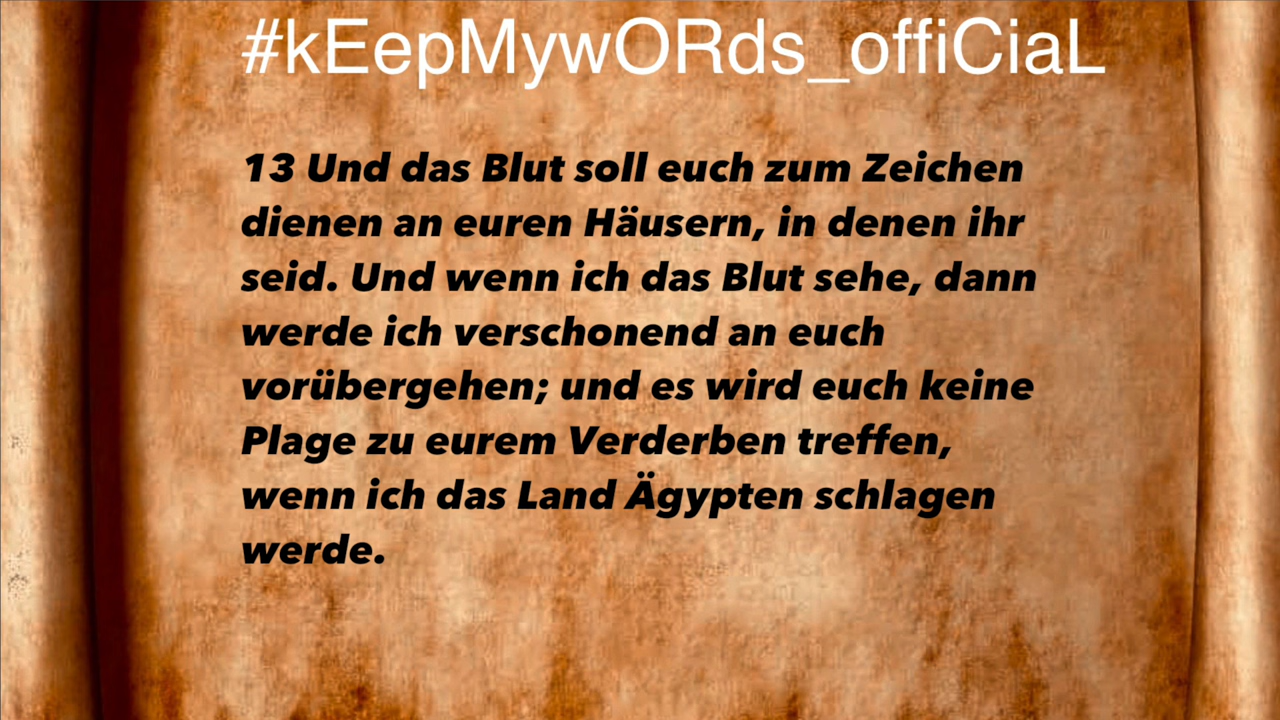 #kEepMywORds_offiCiaL
13 Und das Blut soll euch zum Zeichen
dienen an euren Häusern, in denen ihr
seid. Und wenn ich das Blut sehe, dann
werde ich verschonend an euch
vorübergehen; und es wird euch keine
Plage zu eurem Verderben treffen,
wenn ich das Land Ägypten schlagen
werde.